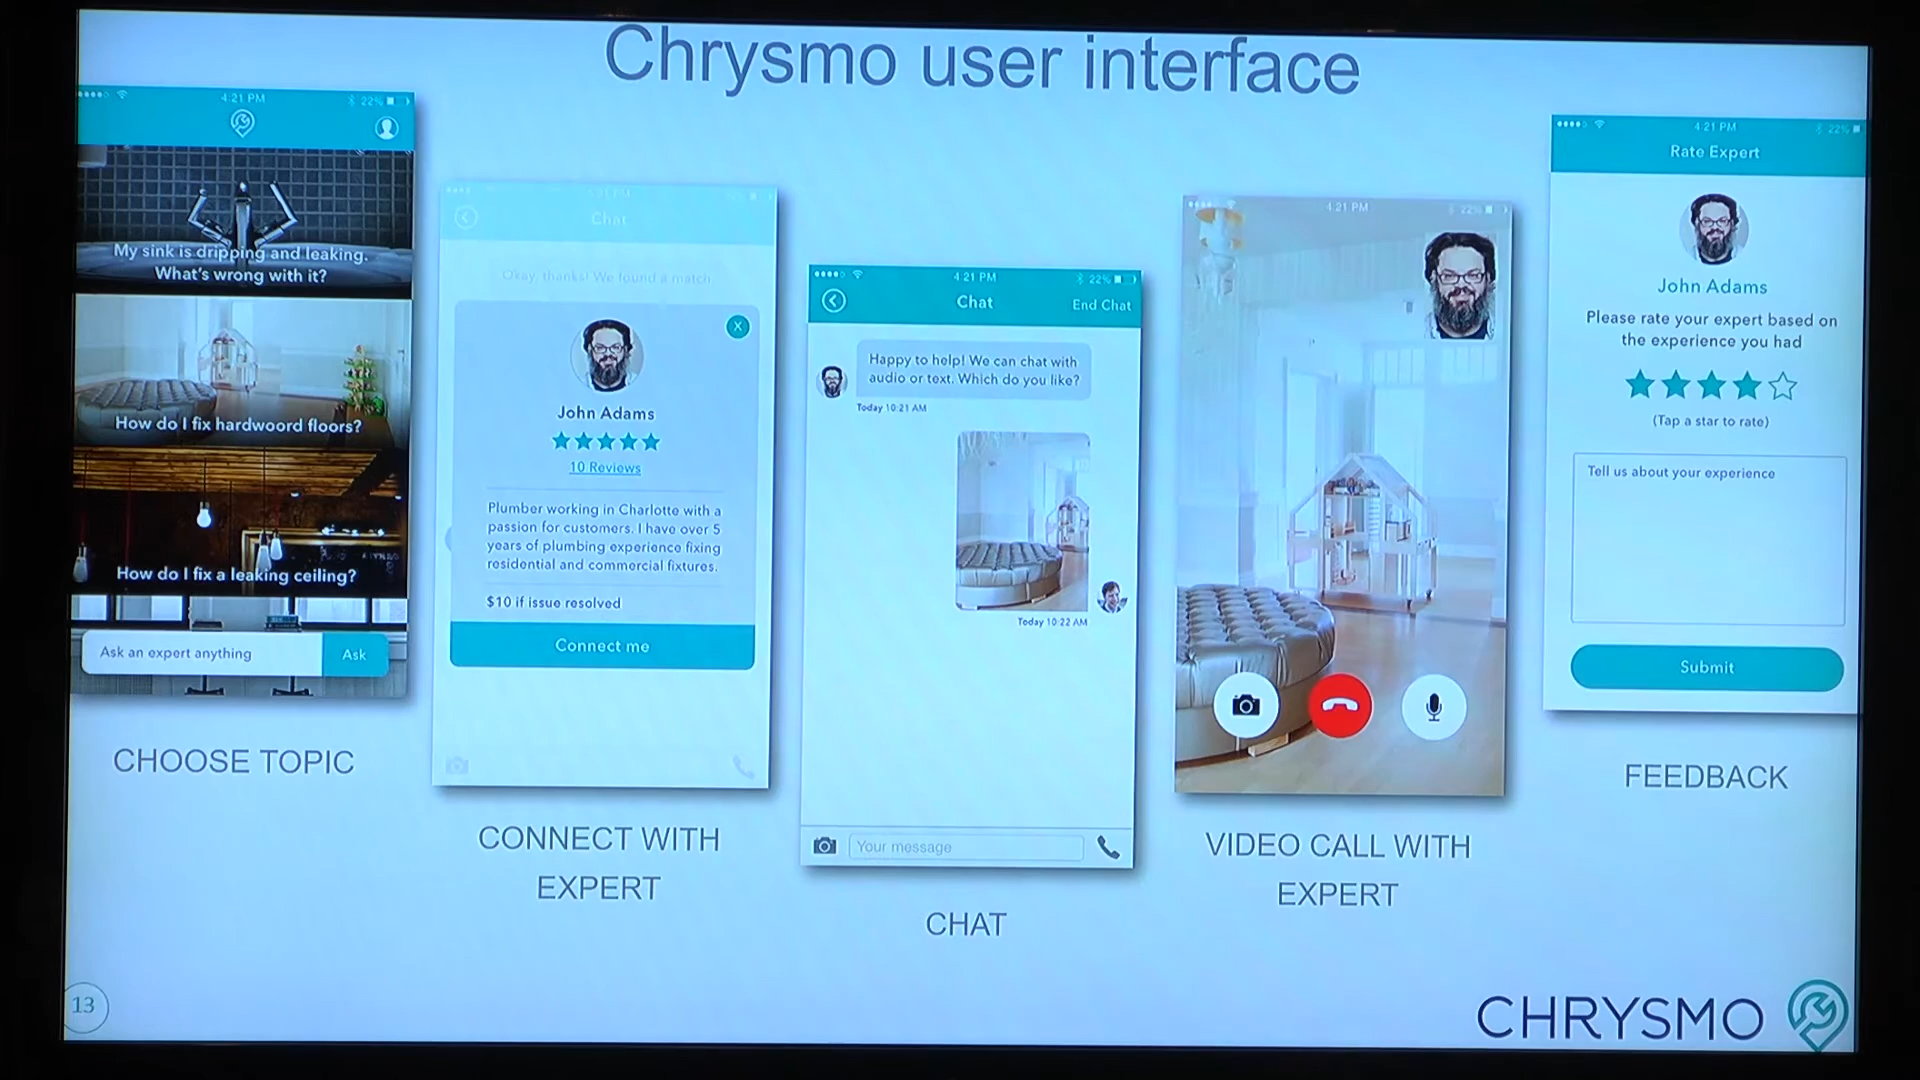 Chrysmo user interface
4:21 PM
22%
My sink is dripping and leaking.
What's wrong with it?
How do I fix hardwoord floors?
How do I fix a leaking ceiling?
Ask an expert anything
Ask
CHOOSE TOPIC
4:21 PM
Chat
Okay, thanks! We found a match
X
John Adams
10 Reviews
Plumber working in Charlotte with a
passion for customers. I have over 5
years of plumbing experience fixing
residential and commercial fixtures.
$10 if issue resolved
Connect me
CONNECT WITH
EXPERT
4:21 PM
22%
Chat
End Chat
Happy to help! We can chat with
audio or text. Which do you like?
Today 10:21 AM
Today 10:22 AM
Your message
CHAT
4:21 PM
22%
VIDEO CALL WITH
EXPERT
4:21 PM
22%
Rate Expert
John Adams
Please rate your expert based on
the experience you had
(Tap a star to rate)
Tell us about your experience
Submit
FEEDBACK
13
CHRYSMO